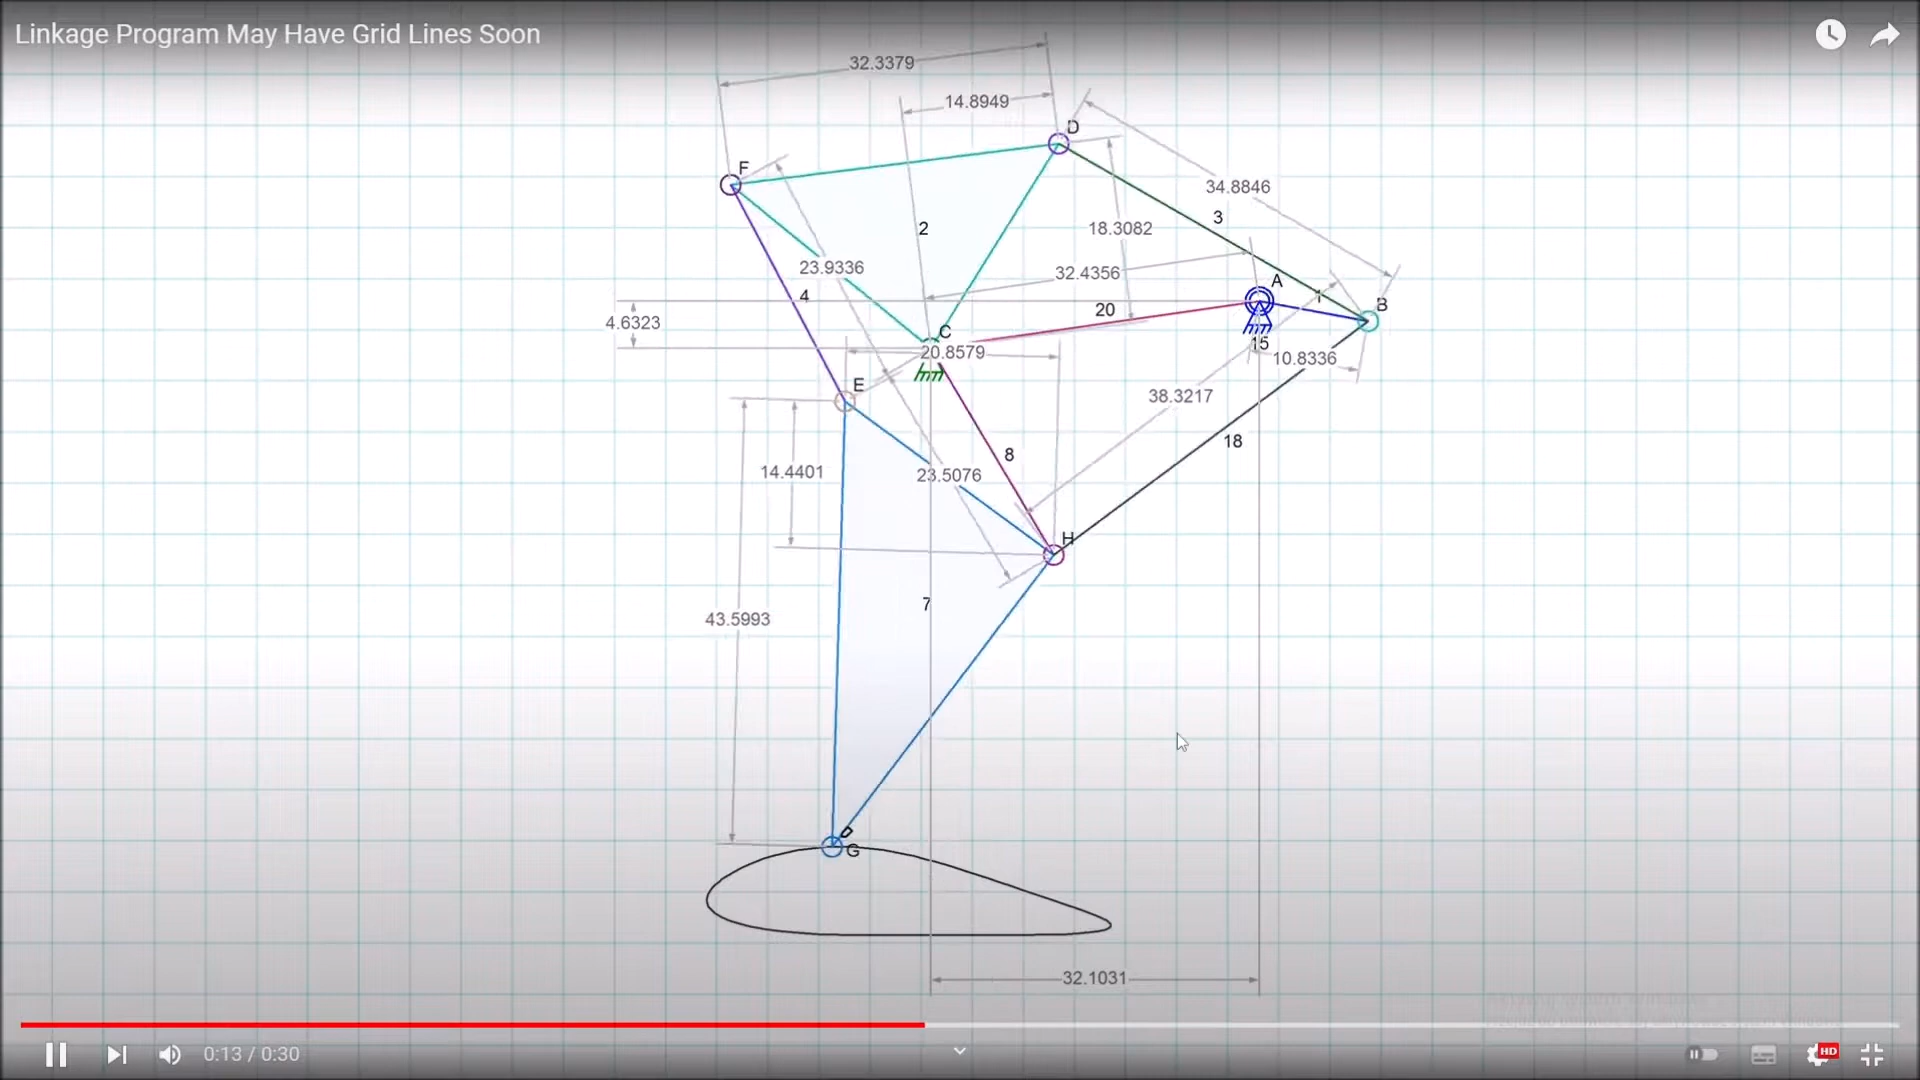 Linkage Program May Have Grid Lines Soon
32.3379
14.8949
D
F
34.8846
3
18.3082
2
23.9336
32.4356
A
4
1
B
20
4.6323
C
15
20.8579
10.8336
E
38.3217
18
8
14.4401
23.5076
H
7
43.5993
G
32.1031
0:13 / 0:30
HD